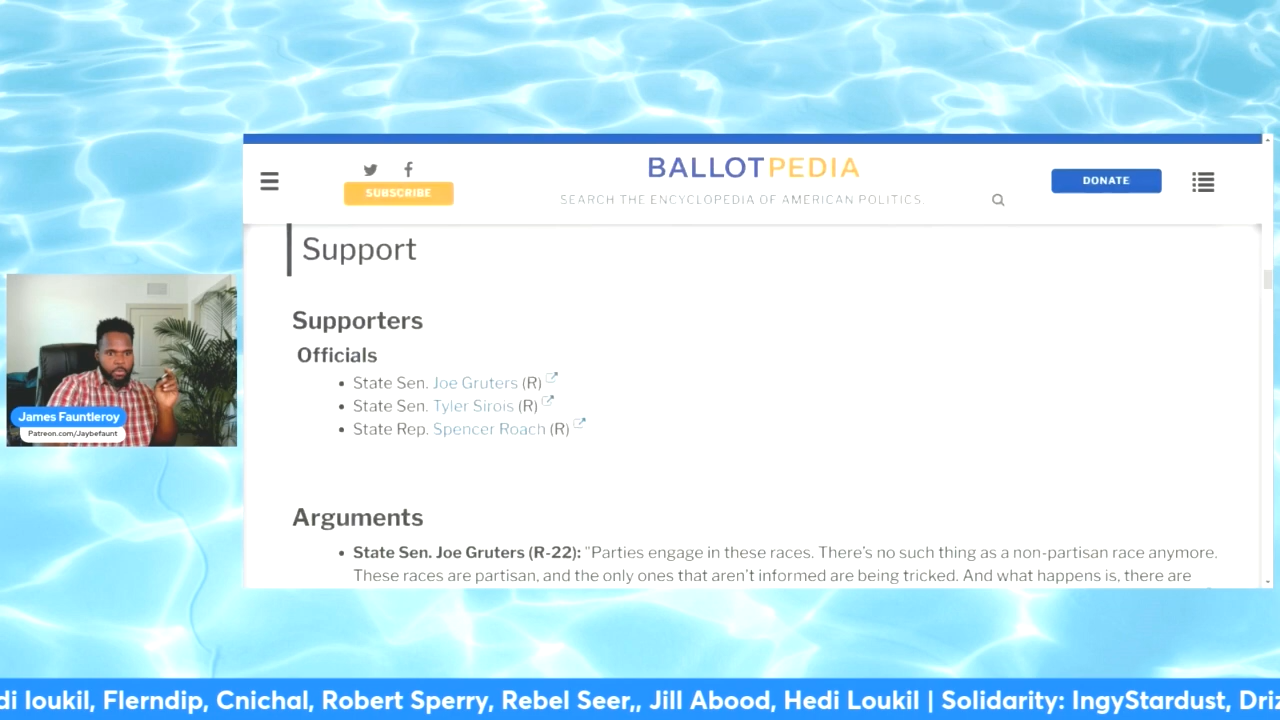 BALLOTPEDIA
SUBSCRIBE
SEARCH THE ENCYCLOPEDIA OF AMERICAN POLITICS
DONATE
Support
Supporters
Officials
• State Sen. Joe Gruters (R)
• State Sen. Tyler Sirois (R)
• State Rep. Spencer Roach (R)
Arguments
• State Sen. Joe Gruters (R-22): "Parties engage in these races. There's no such thing as a non-partisan race anymore.
These races are partisan, and the only ones that aren't informed are being tricked. And what happens is, there are
James Fauntleroy
Patreon.com/Jaybefaunt
di loukil, Flerndip, Cnichal, Robert Sperry, Rebel Seer,, Jill Abood, Hedi Loukil | Solidarity: IngyStardust, Driz